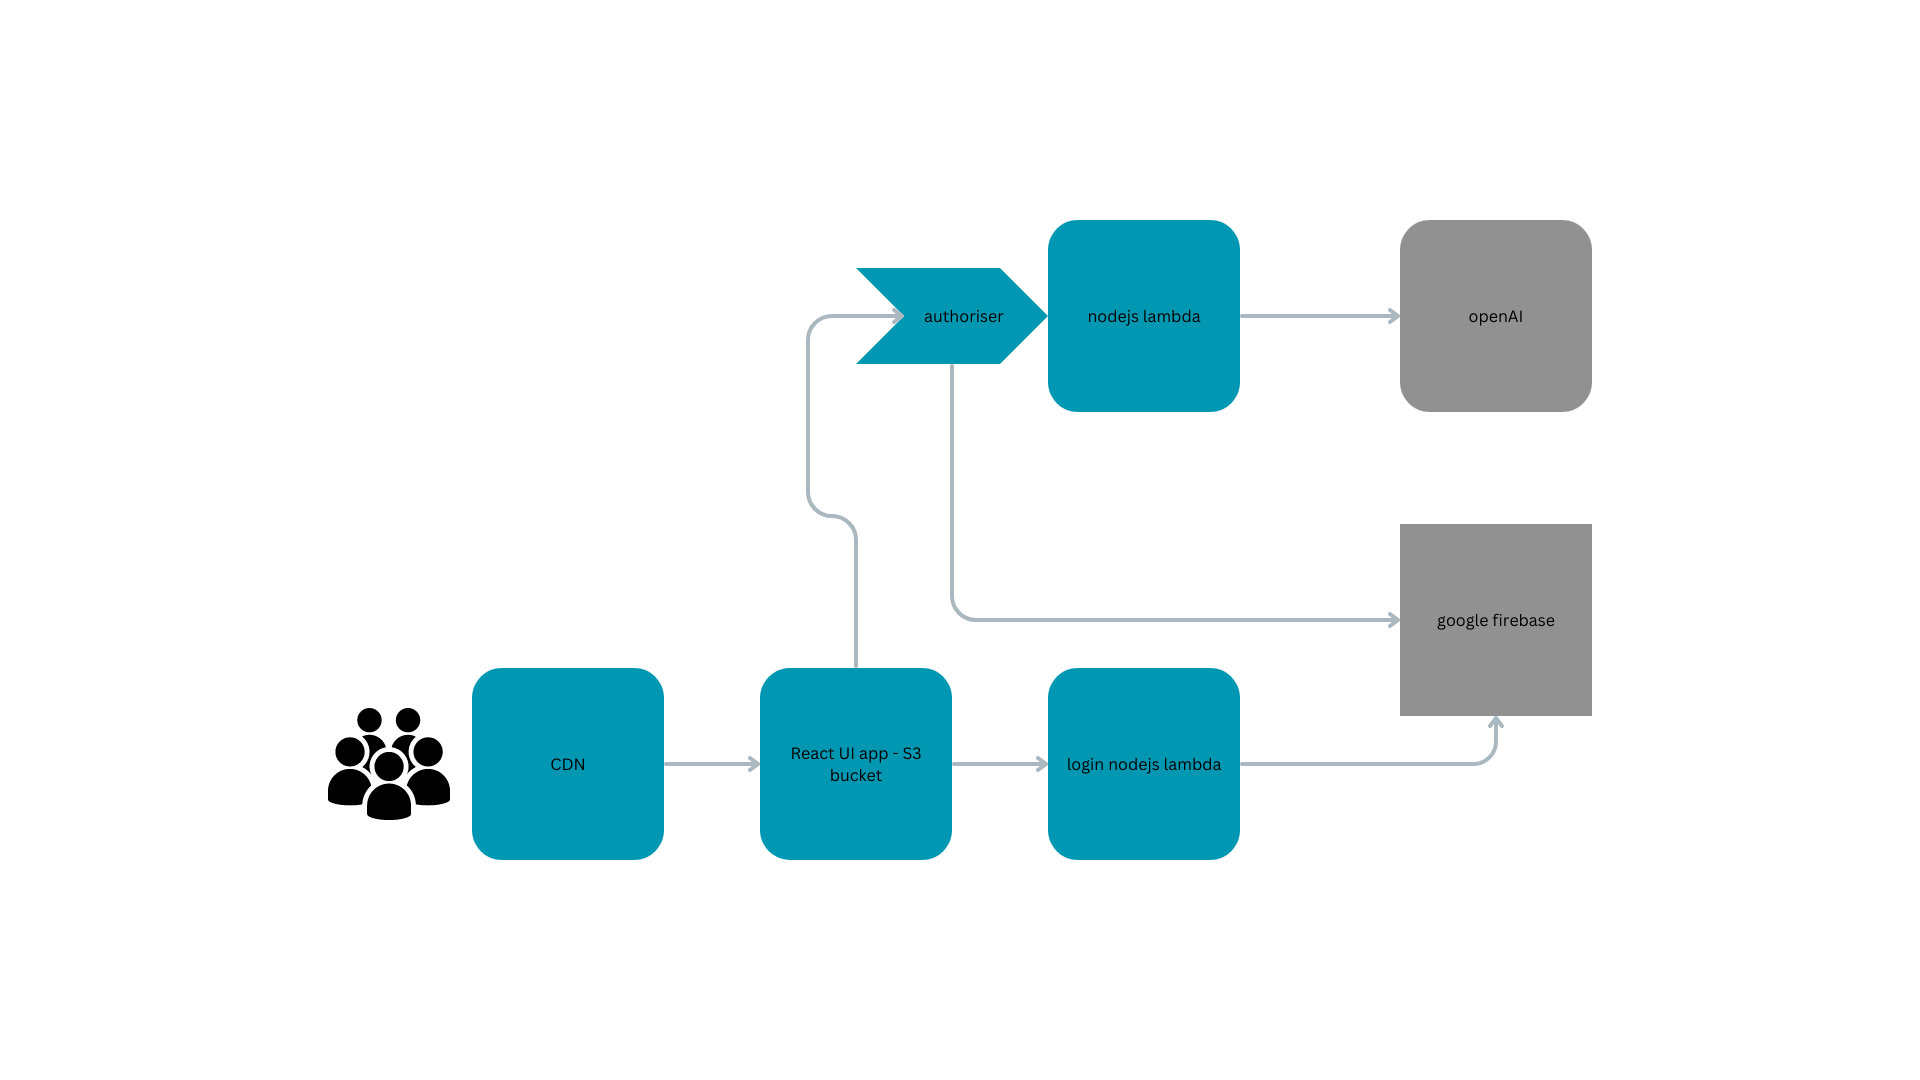 authoriser
nodejs lambda
openAI
google firebase
CDN
React UI app - S3
bucket
login nodejs lambda